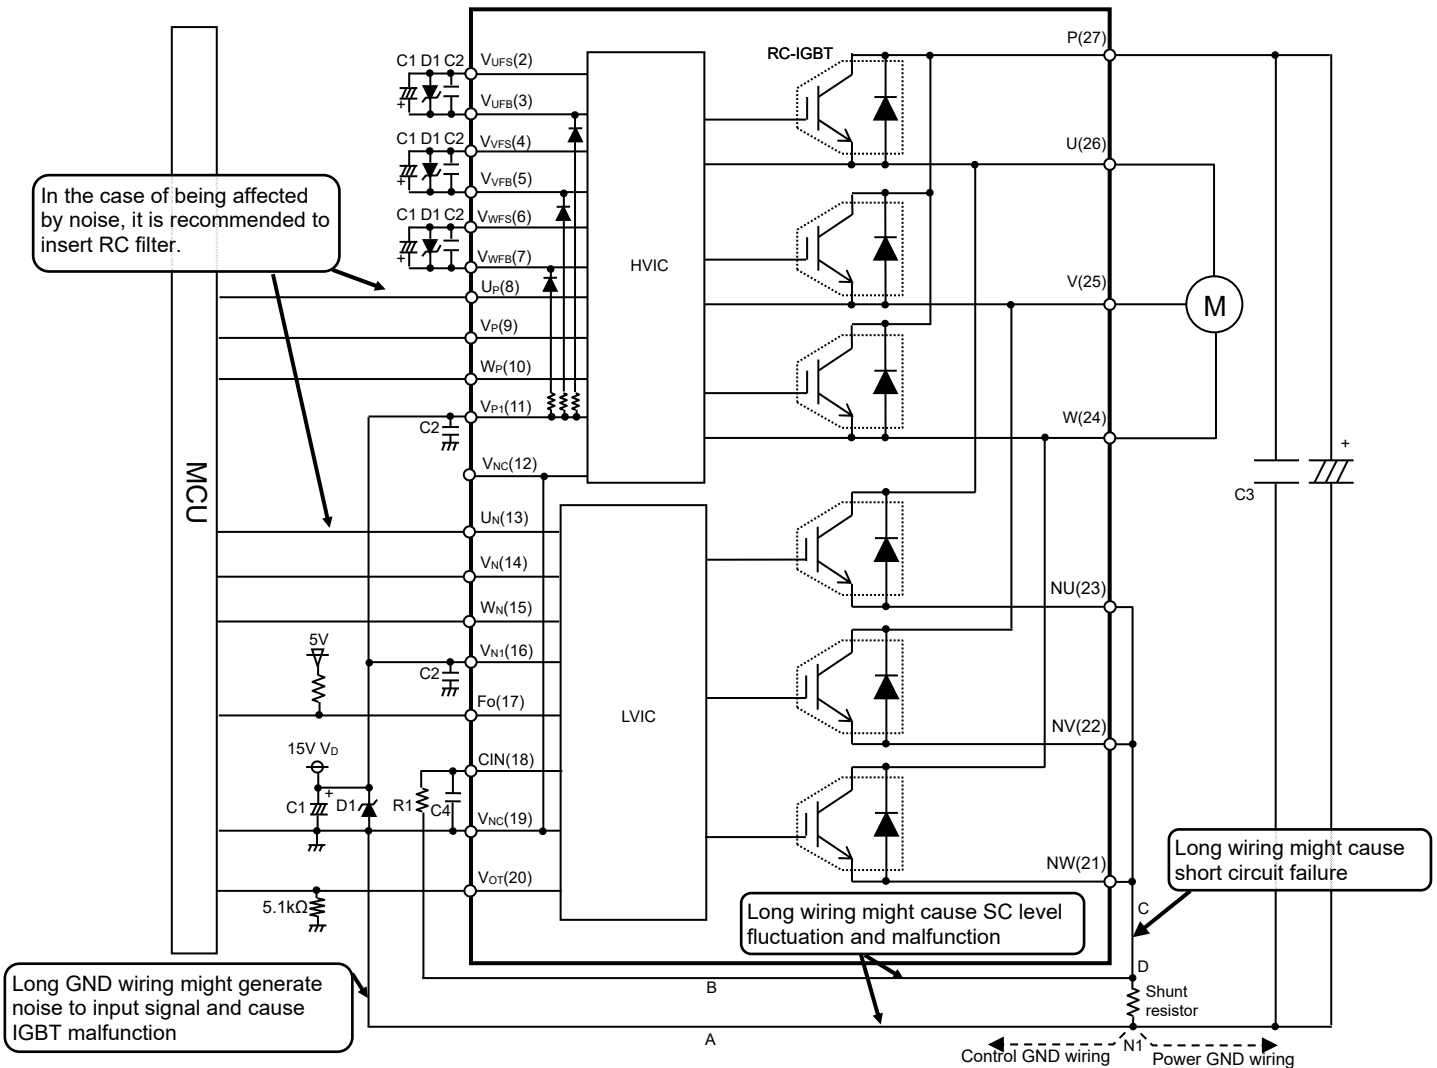 P(27)
RC-IGBT
C1 D1 C2
VUFS(2)
+
VUFB(3)
C1 D1 C2
VVFS(4)
U(26)
+
VVFB(5)
In the case of being affected
by noise, it is recommended to
insert RC filter.
C1 D1 C2
VWFS(6)
+
VWFB(7)
HVIC
UP(8)
V(25)
M
VP(9)
WP(10)
VP1(11)
C2
W(24)
+
MCU
VNC(12)
C3
UN(13)
VN(14)
NU(23)
WN(15)
5V
VN1(16)
C2
Fo(17)
LVIC
NV(22)
15V VD
CIN(18)
+
C1
D1
R1
C4
VNC(19)
Long wiring might cause
short circuit failure
NW(21)
VOT(20)
5.1kΩ
Long wiring might cause SC level
fluctuation and malfunction
C
D
Long GND wiring might generate
noise to input signal and cause
IGBT malfunction
B
Shunt
resistor
A
N1
Control GND wiring
Power GND wiring